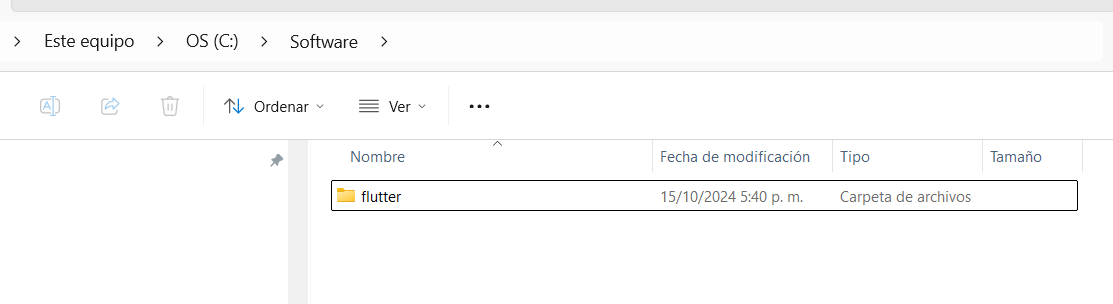 Este equipo > OS (C:) > Software >
Ordenar Ver
Nombre Fecha de modificación Tipo Tamaño
flutter 15/10/2024 5:40 p. m. Carpeta de archivos